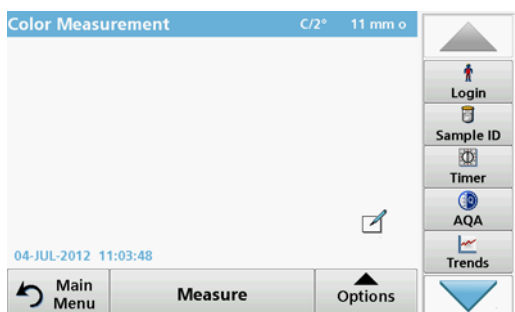 Color Measurement C/2° 11 mm o
Login
Sample ID
Timer
AQA
Trends
04-JUL-2012 11:03:48
Main
Menu
Measure
Options